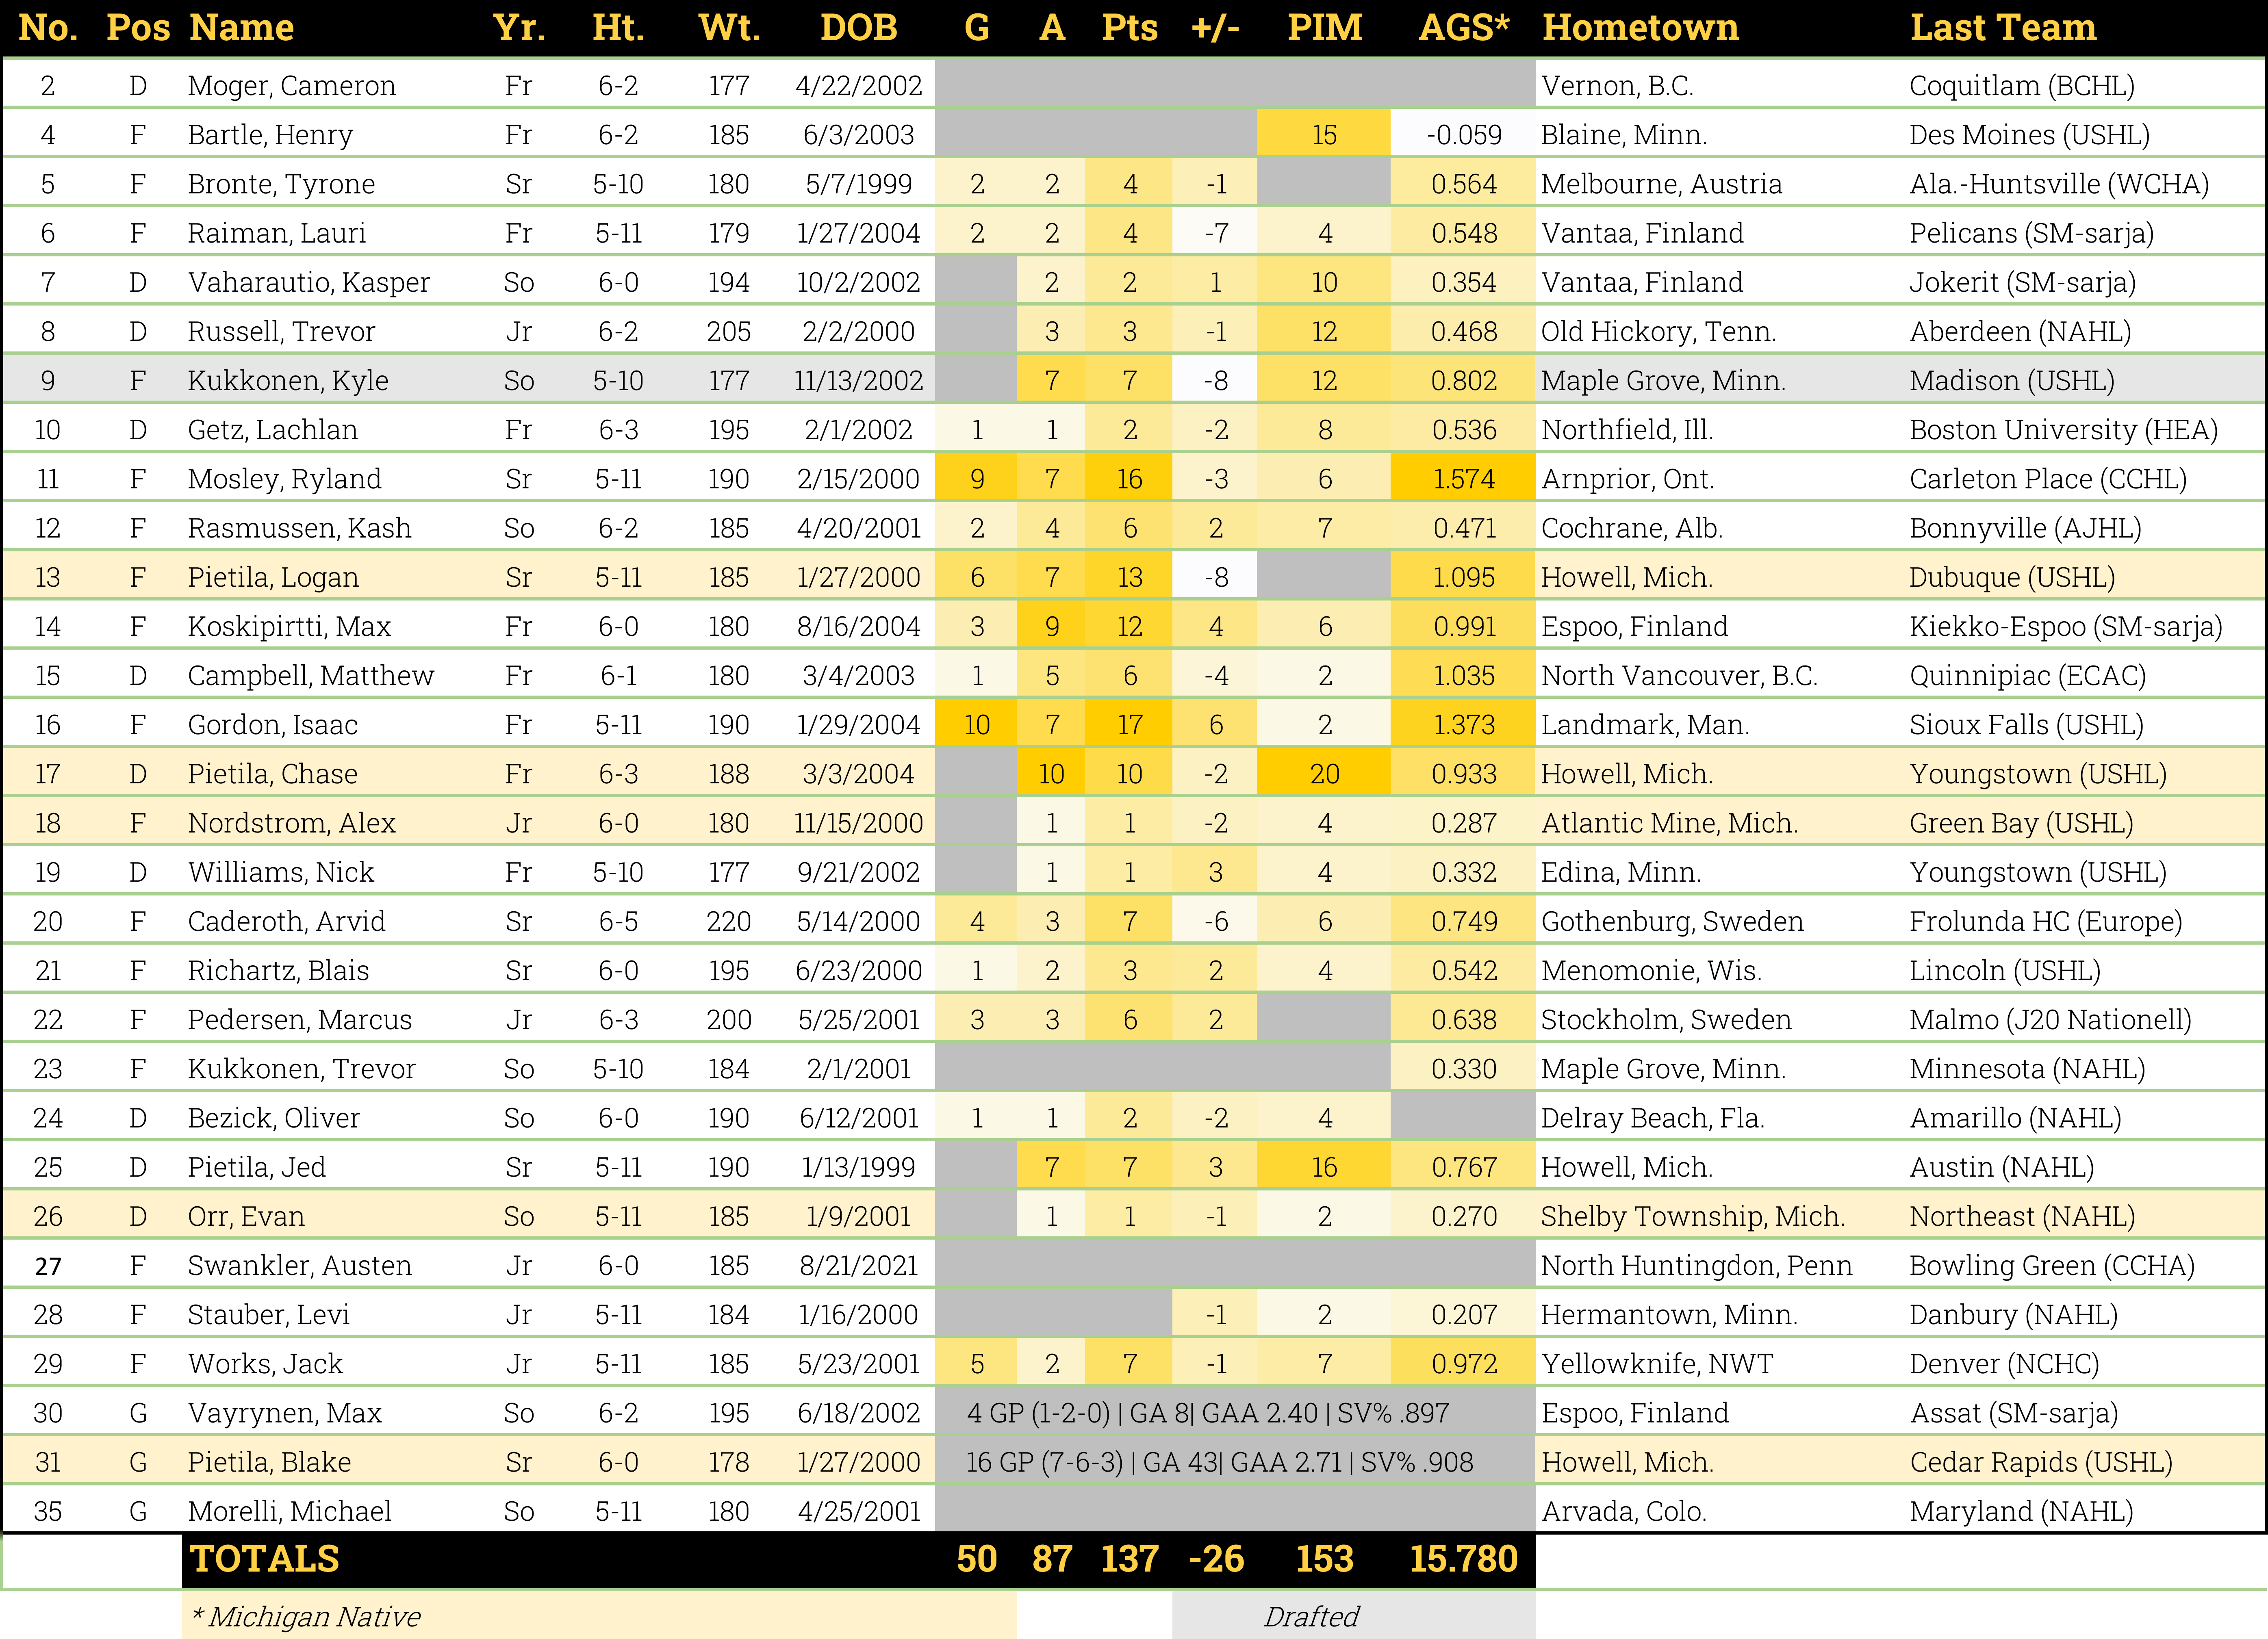 No. Pos Name Yr. Ht. Wt. DOB G A Pts +/- PIM AGS* Hometown Last Team
2 D Moger, Cameron Fr 6-2 177 4/22/2002 Vernon, B.C. Coquitlam (BCHL)
4 F Bartle, Henry Fr 6-2 185 6/3/2003 15 -0.059 Blaine, Minn. Des Moines (USHL)
5 F Bronte, Tyrone Sr 5-10 180 5/7/1999 2 2 4 -1 0.564 Melbourne, Austria Ala.-Huntsville (WCHA)
6 F Raiman, Lauri Fr 5-11 179 1/27/2004 2 2 4 -7 4 0.548 Vantaa, Finland Pelicans (SM-sarja)
7 D Vaharautio, Kasper So 6-0 194 10/2/2002 2 2 1 10 0.354 Vantaa, Finland Jokerit (SM-sarja)
8 D Russell, Trevor Jr 6-2 205 2/2/2000 3 3 -1 12 0.468 Old Hickory, Tenn. Aberdeen (NAHL)
9 F Kukkonen, Kyle So 5-10 177 11/13/2002 7 7 -8 12 0.802 Maple Grove, Minn. Madison (USHL)
10 D Getz, Lachlan Fr 6-3 195 2/1/2002 1 1 2 -2 8 0.536 Northfield, Ill. Boston University (HEA)
11 F Mosley, Ryland Sr 5-11 190 2/15/2000 9 7 16 -3 6 1.574 Arnprior, Ont. Carleton Place (CCHL)
12 F Rasmussen, Kash So 6-2 185 4/20/2001 2 4 6 2 7 0.471 Cochrane, Alb. Bonnyville (AJHL)
13 F Pietila, Logan Sr 5-11 185 1/27/2000 6 7 13 -8 1.095 Howell, Mich. Dubuque (USHL)
14 F Koskipirtti, Max Fr 6-0 180 8/16/2004 3 9 12 4 6 0.991 Espoo, Finland Kiekko-Espoo (SM-sarja)
15 D Campbell, Matthew Fr 6-1 180 3/4/2003 1 5 6 -4 2 1.035 North Vancouver, B.C. Quinnipiac (ECAC)
16 F Gordon, Isaac Fr 5-11 190 1/29/2004 10 7 17 6 2 1.373 Landmark, Man. Sioux Falls (USHL)
17 D Pietila, Chase Fr 6-3 188 3/3/2004 10 10 -2 20 0.933 Howell, Mich. Youngstown (USHL)
18 F Nordstrom, Alex Jr 6-0 180 11/15/2000 1 1 -2 4 0.287 Atlantic Mine, Mich. Green Bay (USHL)
19 D Williams, Nick Fr 5-10 177 9/21/2002 1 1 3 4 0.332 Edina, Minn. Youngstown (USHL)
20 F Caderoth, Arvid Sr 6-5 220 5/14/2000 4 3 7 -6 6 0.749 Gothenburg, Sweden Frolunda HC (Europe)
21 F Richartz, Blais Sr 6-0 195 6/23/2000 1 2 3 2 4 0.542 Menomonie, Wis. Lincoln (USHL)
22 F Pedersen, Marcus Jr 6-3 200 5/25/2001 3 3 6 2 0.638 Stockholm, Sweden Malmo (J20 Nationell)
23 F Kukkonen, Trevor So 5-10 184 2/1/2001 0.330 Maple Grove, Minn. Minnesota (NAHL)
24 D Bezick, Oliver So 6-0 190 6/12/2001 1 1 2 -2 4 Delray Beach, Fla. Amarillo (NAHL)
25 D Pietila, Jed Sr 5-11 190 1/13/1999 7 7 3 16 0.767 Howell, Mich. Austin (NAHL)
26 D Orr, Evan So 5-11 185 1/9/2001 1 1 -1 2 0.270 Shelby Township, Mich. Northeast (NAHL)
27 F Swankler, Austen Jr 6-0 185 8/21/2021 North Huntingdon, Penn Bowling Green (CCHA)
28 F Stauber, Levi Jr 5-11 184 1/16/2000 -1 2 0.207 Hermantown, Minn. Danbury (NAHL)
29 F Works, Jack Jr 5-11 185 5/23/2001 5 2 7 -1 7 0.972 Yellowknife, NWT Denver (NCHC)
30 G Vayrynen, Max So 6-2 195 6/18/2002 4 GP (1-2-0) | GA 8| GAA 2.40 | SV% .897 Espoo, Finland Assat (SM-sarja)
31 G Pietila, Blake Sr 6-0 178 1/27/2000 16 GP (7-6-3) | GA 43| GAA 2.71 | SV% .908 Howell, Mich. Cedar Rapids (USHL)
35 G Morelli, Michael So 5-11 180 4/25/2001 Arvada, Colo. Maryland (NAHL)
TOTALS 50 87 137 -26 153 15.780
* Michigan Native Drafted